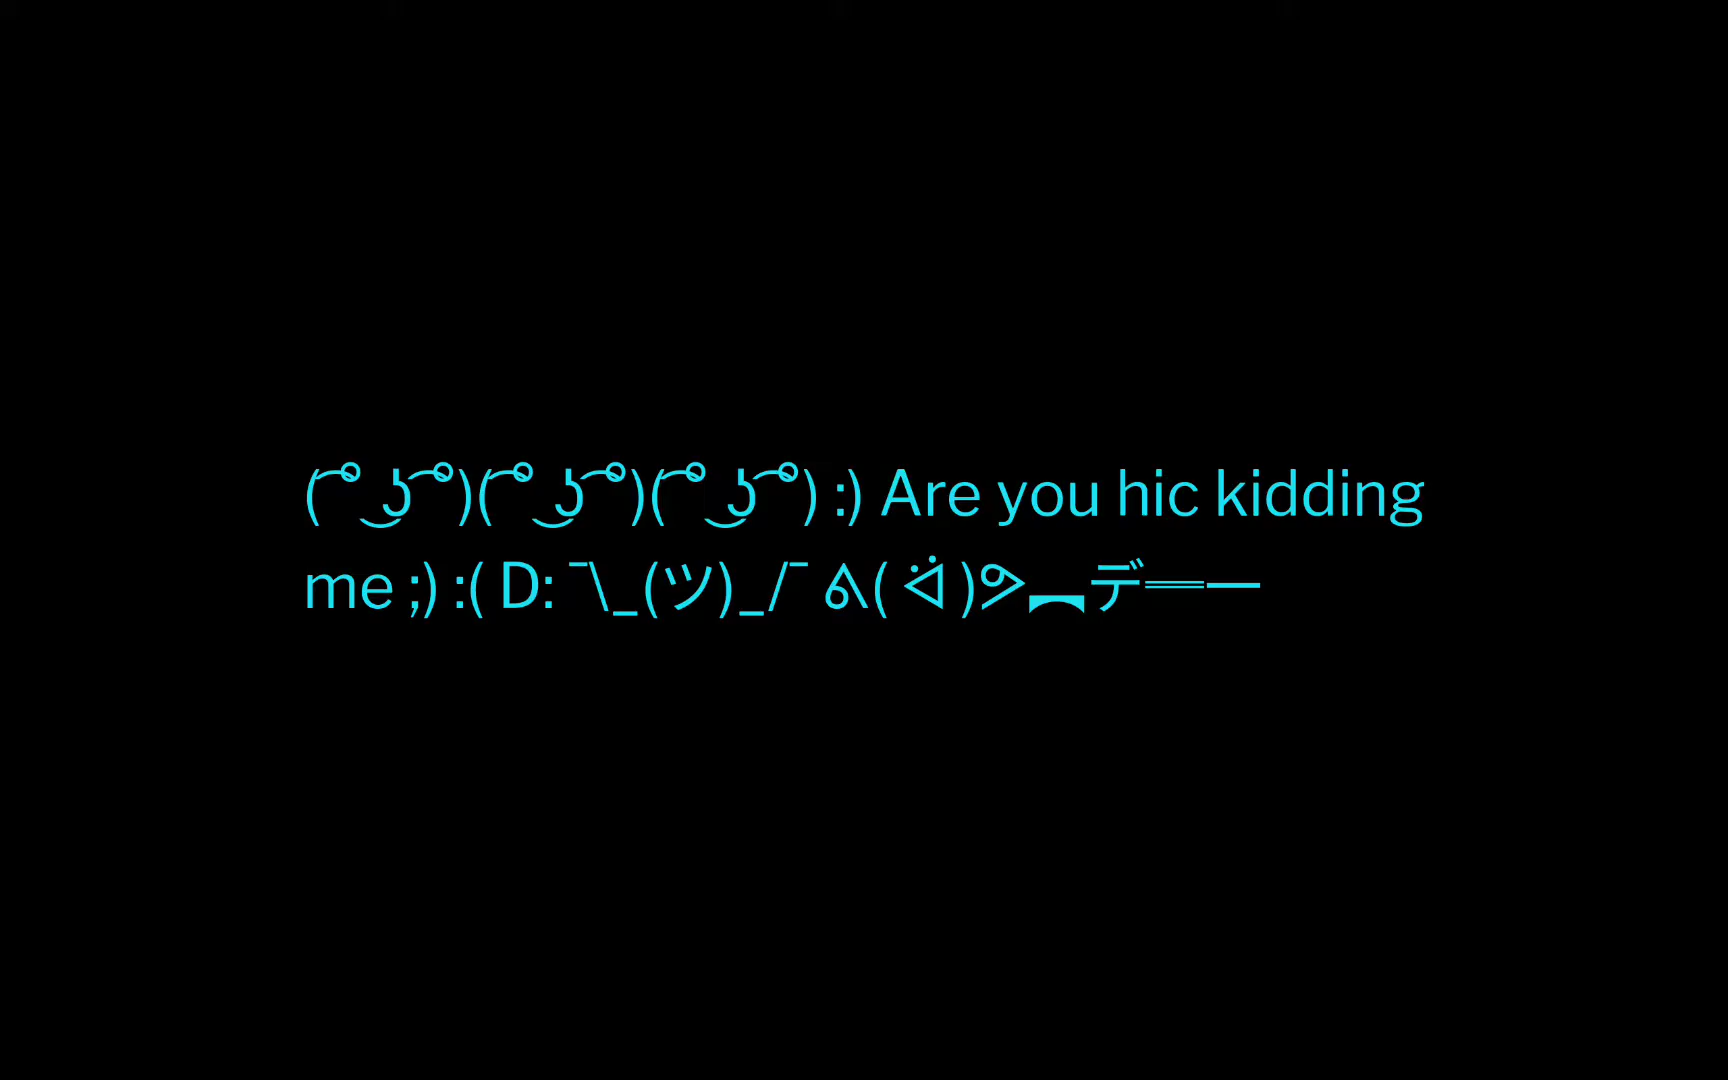 ( ͡° ͜ʖ ͡°)( ͡° ͜ʖ ͡°)( ͡° ͜ʖ ͡°) :) Are you hic kidding
me ;) :( D: ¯\_(ツ)_/¯ ᕕ( ᐛ )ᕗ︻デ═一